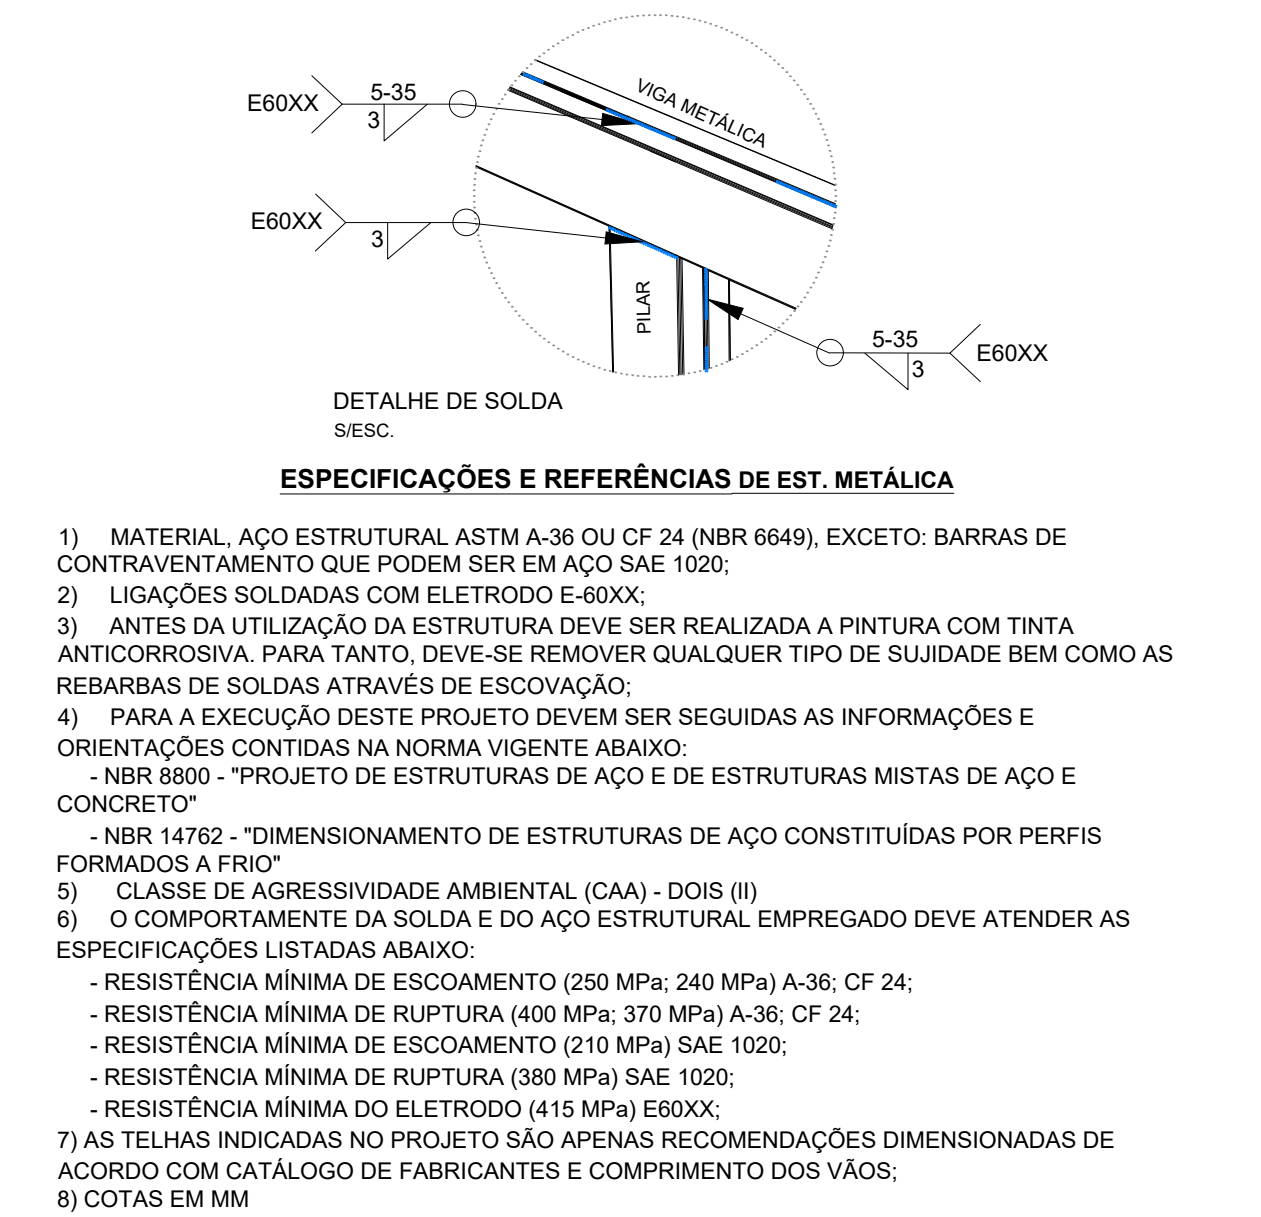 E60XX
5-35
3
VIGA METÁLICA
E60XX
3
PILAR
5-35
3
E60XX
DETALHE DE SOLDA
S/ESC.
ESPECIFICAÇÕES E REFERÊNCIAS DE EST. METÁLICA
1) MATERIAL, AÇO ESTRUTURAL ASTM A-36 OU CF 24 (NBR 6649), EXCETO: BARRAS DE
CONTRAVENTAMENTO QUE PODEM SER EM AÇO SAE 1020;
2) LIGAÇÕES SOLDADAS COM ELETRODO E-60XX;
3) ANTES DA UTILIZAÇÃO DA ESTRUTURA DEVE SER REALIZADA A PINTURA COM TINTA
ANTICORROSIVA. PARA TANTO, DEVE-SE REMOVER QUALQUER TIPO DE SUJIDADE BEM COMO AS
REBARBAS DE SOLDAS ATRAVÉS DE ESCOVAÇÃO;
4) PARA A EXECUÇÃO DESTE PROJETO DEVEM SER SEGUIDAS AS INFORMAÇÕES E
ORIENTAÇÕES CONTIDAS NA NORMA VIGENTE ABAIXO:
- NBR 8800 - "PROJETO DE ESTRUTURAS DE AÇO E DE ESTRUTURAS MISTAS DE AÇO E
CONCRETO"
- NBR 14762 - "DIMENSIONAMENTO DE ESTRUTURAS DE AÇO CONSTITUÍDAS POR PERFIS
FORMADOS A FRIO"
5) CLASSE DE AGRESSIVIDADE AMBIENTAL (CAA) - DOIS (II)
6) O COMPORTAMENTE DA SOLDA E DO AÇO ESTRUTURAL EMPREGADO DEVE ATENDER AS
ESPECIFICAÇÕES LISTADAS ABAIXO:
- RESISTÊNCIA MÍNIMA DE ESCOAMENTO (250 MPa; 240 MPa) A-36; CF 24;
- RESISTÊNCIA MÍNIMA DE RUPTURA (400 MPa; 370 MPa) A-36; CF 24;
- RESISTÊNCIA MÍNIMA DE ESCOAMENTO (210 MPa) SAE 1020;
- RESISTÊNCIA MÍNIMA DE RUPTURA (380 MPa) SAE 1020;
- RESISTÊNCIA MÍNIMA DO ELETRODO (415 MPa) E60XX;
7) AS TELHAS INDICADAS NO PROJETO SÃO APENAS RECOMENDAÇÕES DIMENSIONADAS DE
ACORDO COM CATÁLOGO DE FABRICANTES E COMPRIMENTO DOS VÃOS;
8) COTAS EM MM